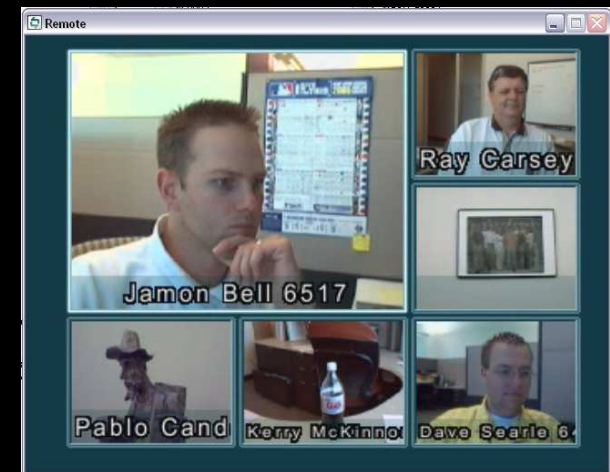 Remote
Ray Carsey
Jamon Bell 6517
Pablo Cand
Kerry McKinno
Dave Searle 6